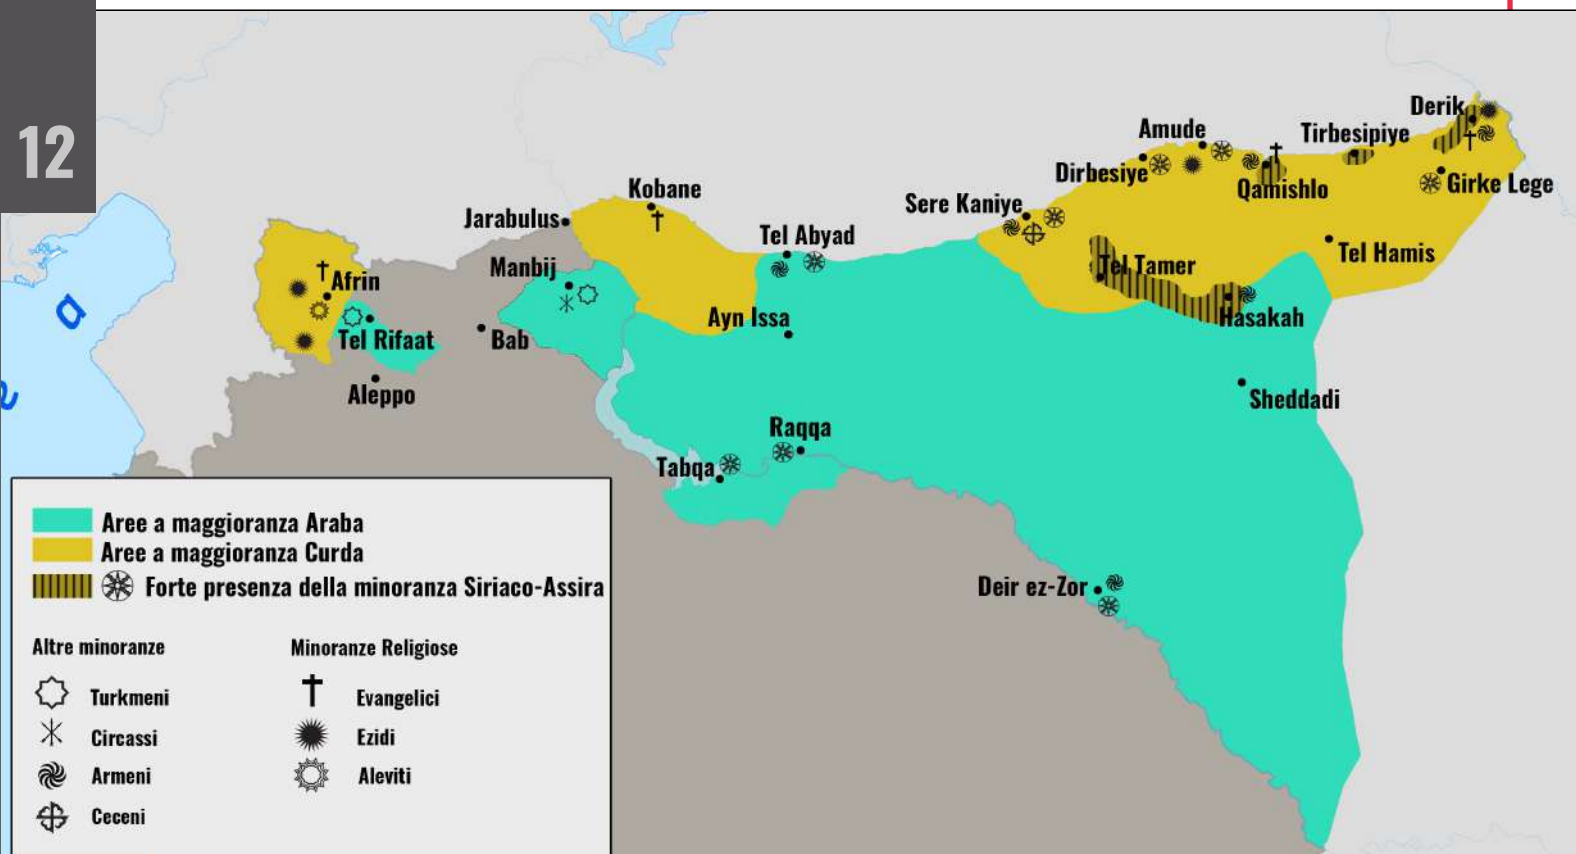 12
Derik
Amude
Tirbesipiye
Dirbesiye
Qamishlo
Girke Lege
Kobane
Sere Kaniye
Jarabulus
Tel Abyad
Tel Hamis
Manbij
Tel Tamer
Afrin
a
Ayn Issa
Hasakah
Tel Rifaat
Bab
Aleppo
Sheddadi
Raqqa
Tabqa
Deir ez-Zor
Aree a maggioranza Araba
Aree a maggioranza Curda
Forte presenza della minoranza Siriaco-Assira
Altre minoranze
Minoranze Religiose
Turkmeni
Evangelici
Circassi
Ezidi
Armeni
Aleviti
Ceceni